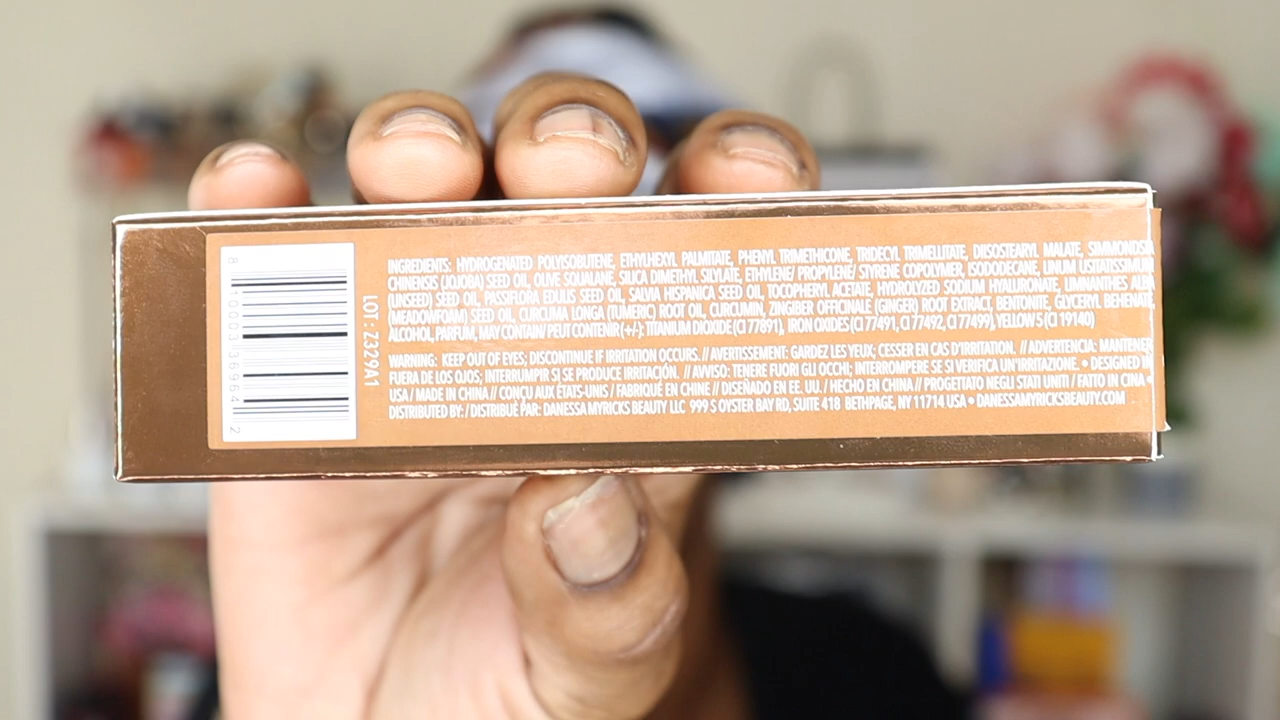 INGREDIENTS: HYDROGENATED POLYISOBUTENE, ETHYLHEXYL PALMITATE, PHENYL TRIMETHICONE, TRIDECYL TRIMELLITATE, DIISOSTEARYL MALATE, SIMMONDSIA
CHINENSIS (JOJOBA) SEED OIL, OLIVE SQUALANE, SILICA DIMETHYL SILYLATE, ETHYLENE/ PROPYLENE/ STYRENE COPOLYMER, ISODODECANE, LINUM USITATISSIMUM
(LINSEED) SEED OIL, PASSIFLORA EDULIS SEED OIL, SALVIA HISPANICA SEED OIL, TOCOPHERYL ACETATE, HYDROLYZED SODIUM HYALURONATE, LIMNANTHES ALBA
(MEADOWFOAM) SEED OIL, CURCUMA LONGA (TUMERIC) ROOT OIL, CURCUMIN, ZINGIBER OFFICINALE (GINGER) ROOT EXTRACT, BENTONITE, GLYCERYL BEHENATE,
ALCOHOL, PARFUM, MAY CONTAIN/ PEUT CONTENIR (+/-): TITANIUM DIOXIDE (CI 77891), IRON OXIDES (CI 77491, CI 77492, CI 77499), YELLOW 5 (CI 19140)
WARNING: KEEP OUT OF EYES; DISCONTINUE IF IRRITATION OCCURS. // AVERTISSEMENT: GARDEZ LES YEUX; CESSER EN CAS D'IRRITATION. // ADVERTENCIA: MANTENER
FUERA DE LOS OJOS; INTERRUMPIR SI SE PRODUCE IRRITACIÓN. // AVVISO: TENERE FUORI GLI OCCHI; INTERROMPERE SE SI VERIFICA UN'IRRITAZIONE. • DESIGNED IN
USA / MADE IN CHINA // CONÇU AUX ÉTATS-UNIS / FABRIQUÉ EN CHINE // DISEÑADO EN EE. UU. / HECHO EN CHINA // PROGETTATO NEGLI STATI UNITI / FATTO IN CINA •
DISTRIBUTED BY: / DISTRIBUÉ PAR: DANESSA MYRICKS BEAUTY LLC 999 S OYSTER BAY RD, SUITE 418 BETHPAGE, NY 11714 USA • DANESSAMYRICKSBEAUTY.COM
LOT : Z329A1